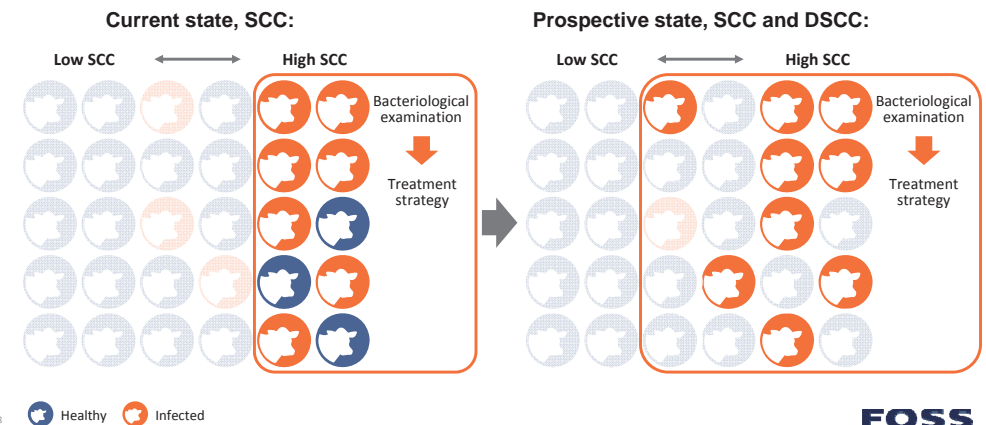 Current state, SCC:
Prospective state, SCC and DSCC:
Low SCC
High SCC
Low SCC
High SCC
Bacteriological
examination
Treatment
strategy
Bacteriological
examination
Treatment
strategy
Healthy
Infected
FOSS